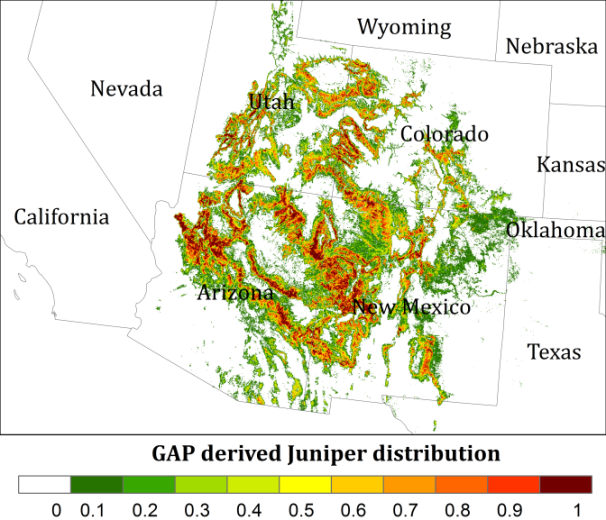 Wyoming
Nebraska
Nevada
Utah
Colorado
Kansas
California
Oklahoma
Arizona
New Mexico
Texas
GAP derived Juniper distribution
0 0.1 0.2 0.3 0.4 0.5 0.6 0.7 0.8 0.9 1